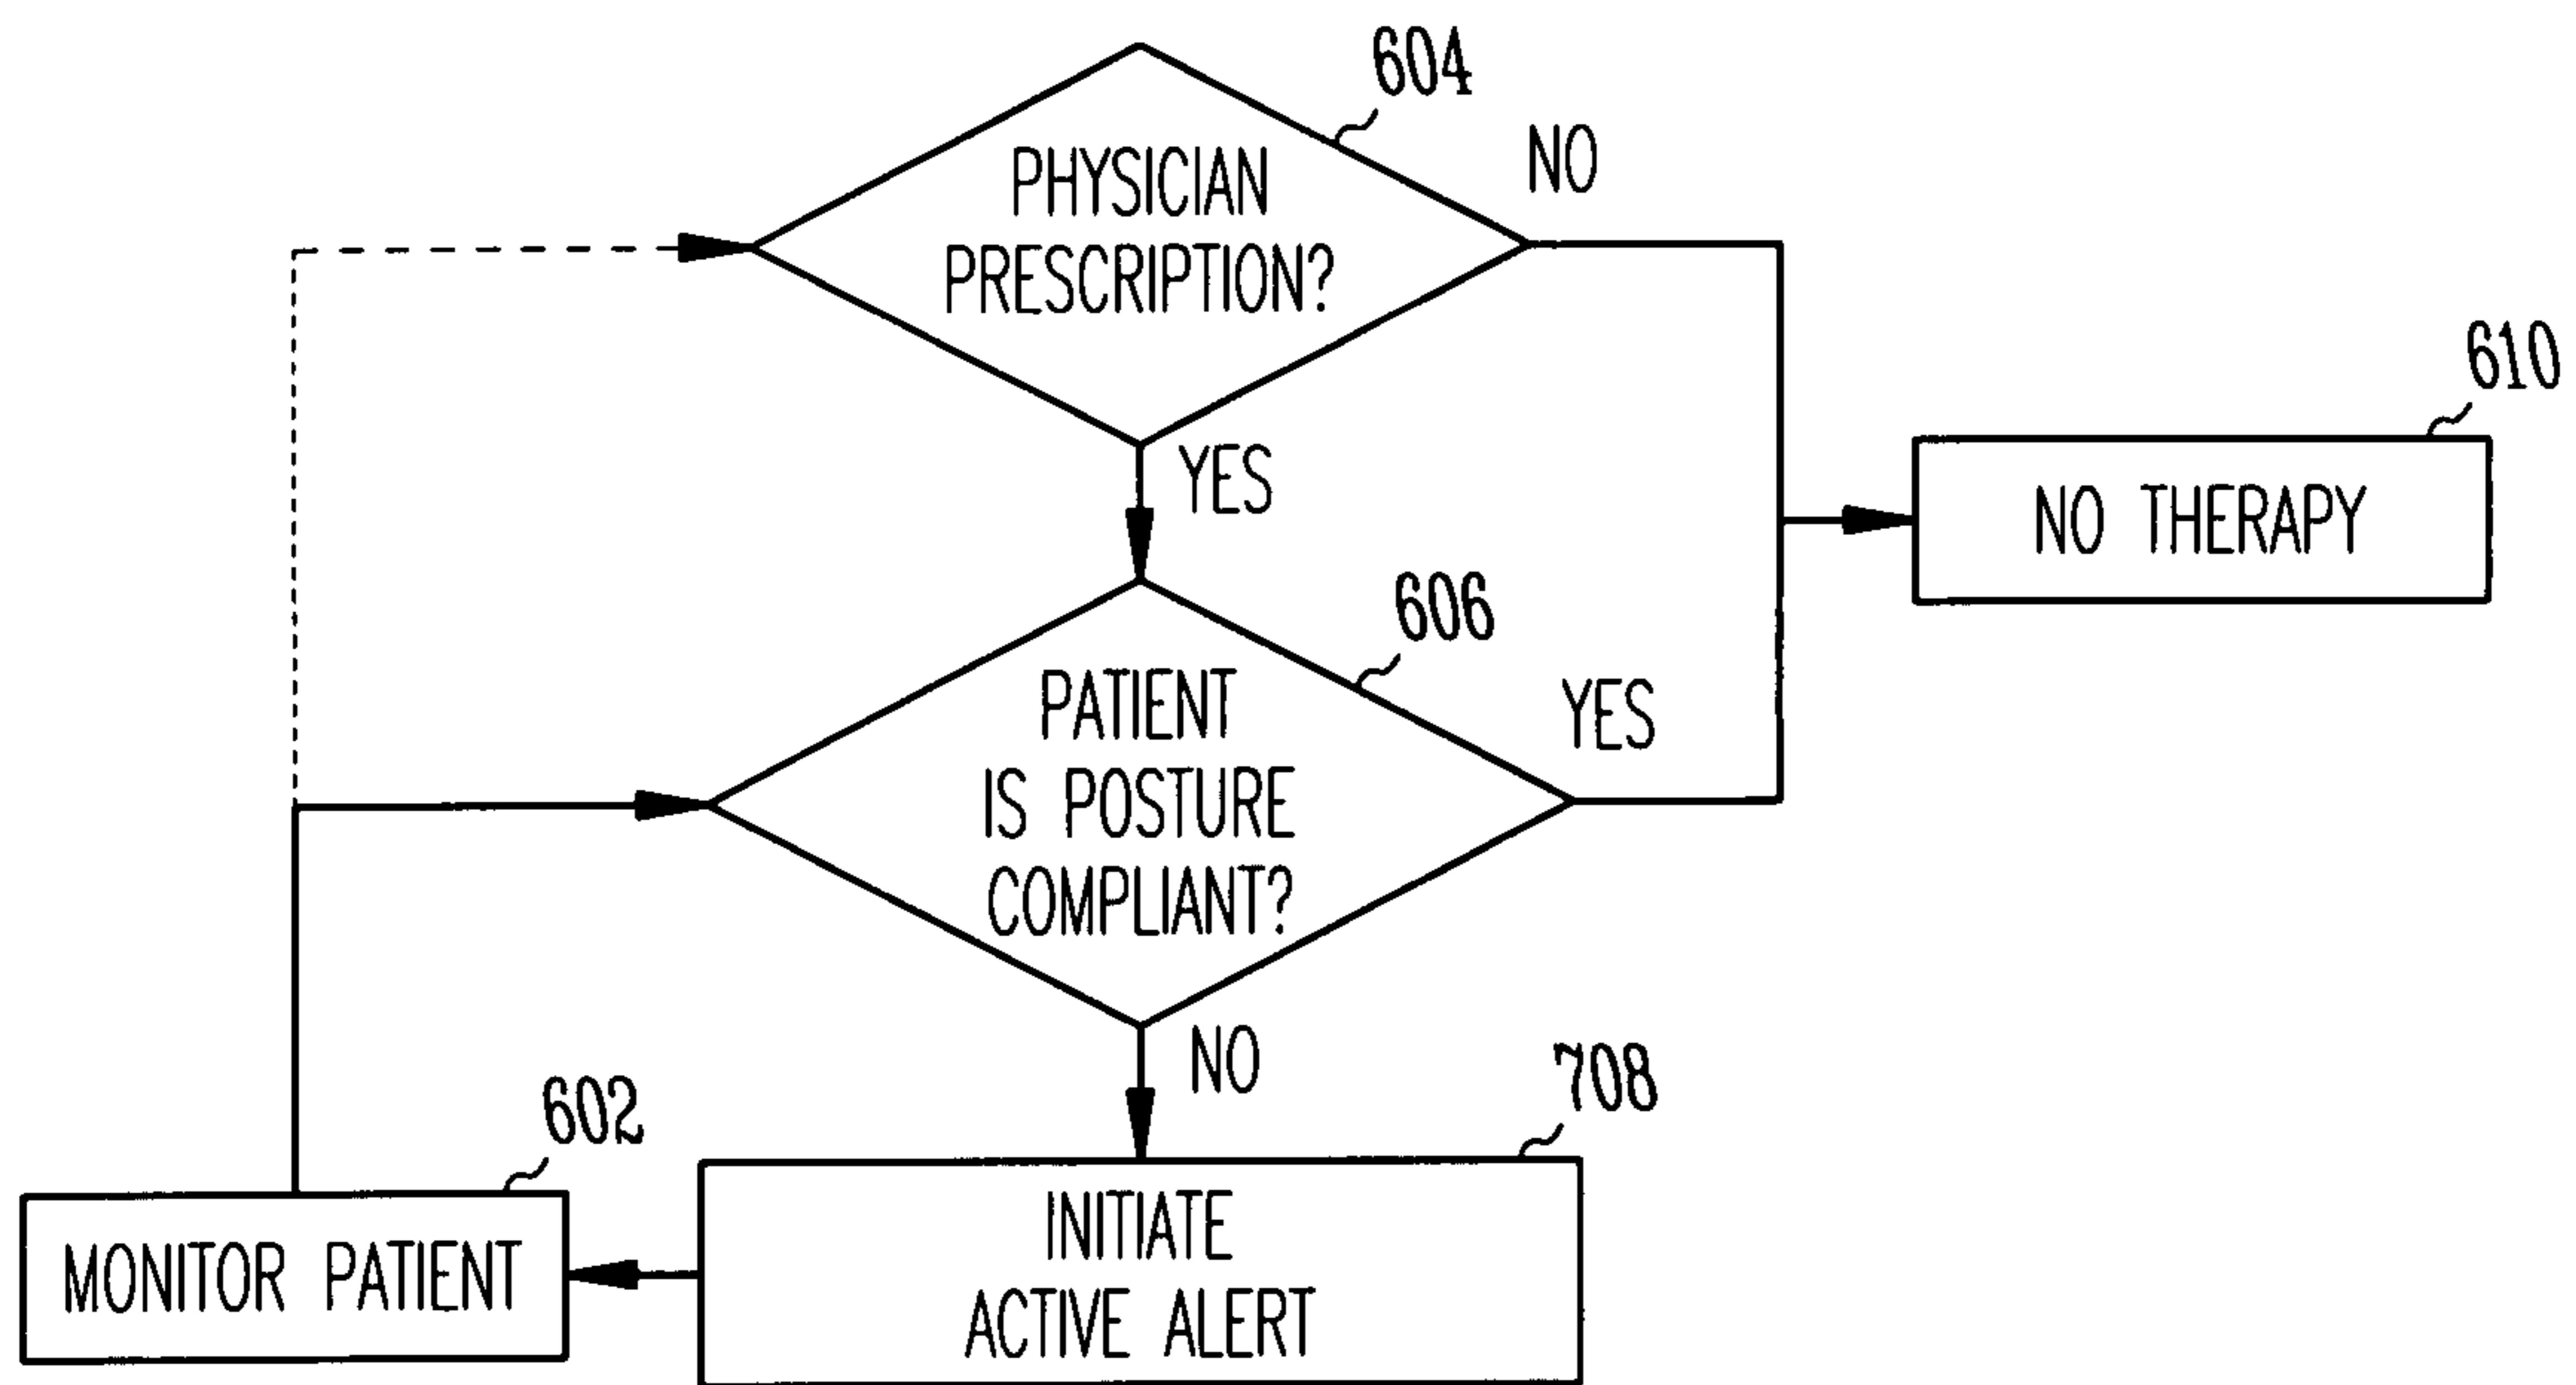 604
PHYSICIAN
PRESCRIPTION?
NO
YES
610
NO THERAPY
606
PATIENT
IS POSTURE
COMPLIANT?
YES
NO
708
INITIATE
ACTIVE ALERT
602
MONITOR PATIENT